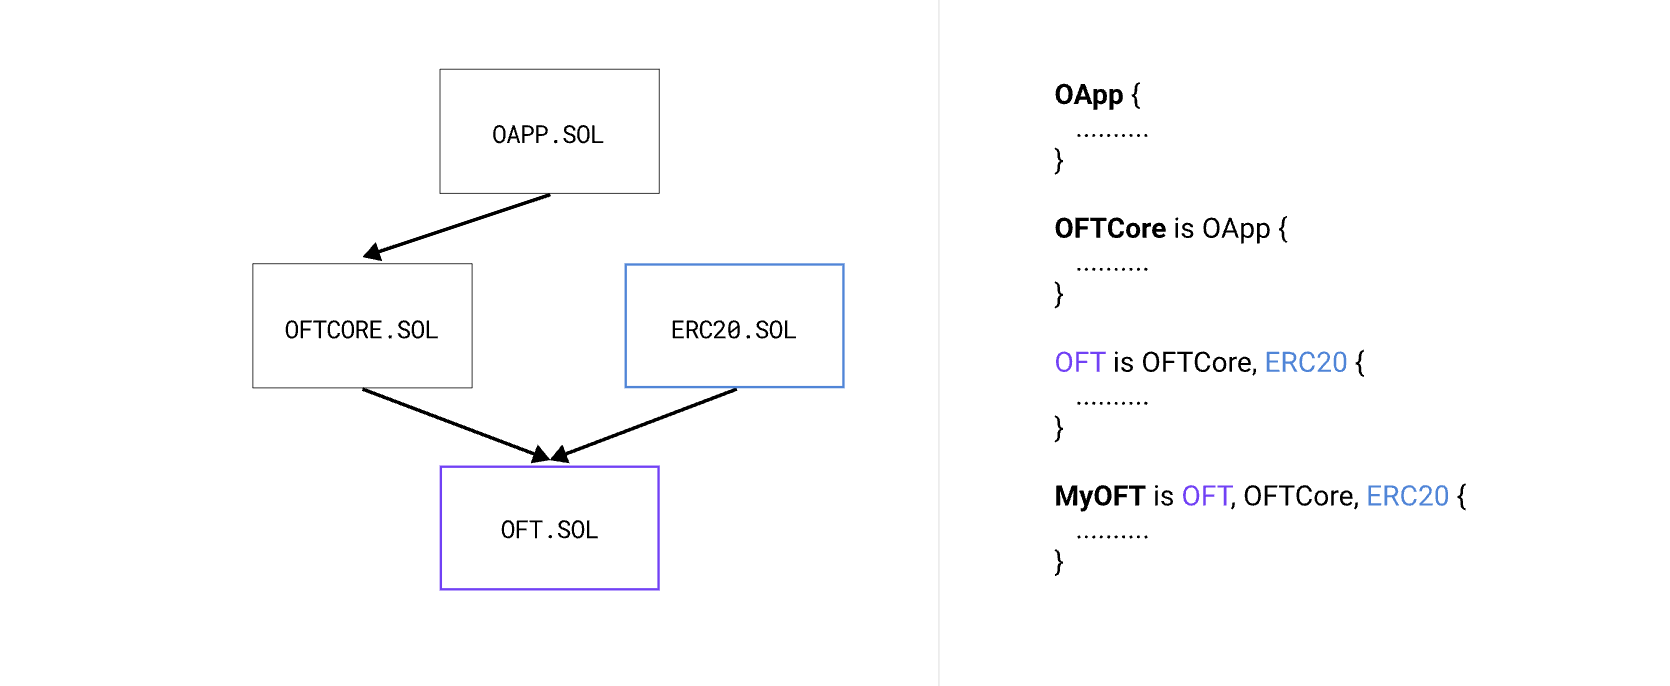 OAPP.SOL
OFTCORE.SOL
ERC20.SOL
OFT.SOL
OApp {
..........
}
OFTCore is OApp {
..........
}
OFT is OFTCore, ERC20 {
..........
}
MyOFT is OFT, OFTCore, ERC20 {
..........
}